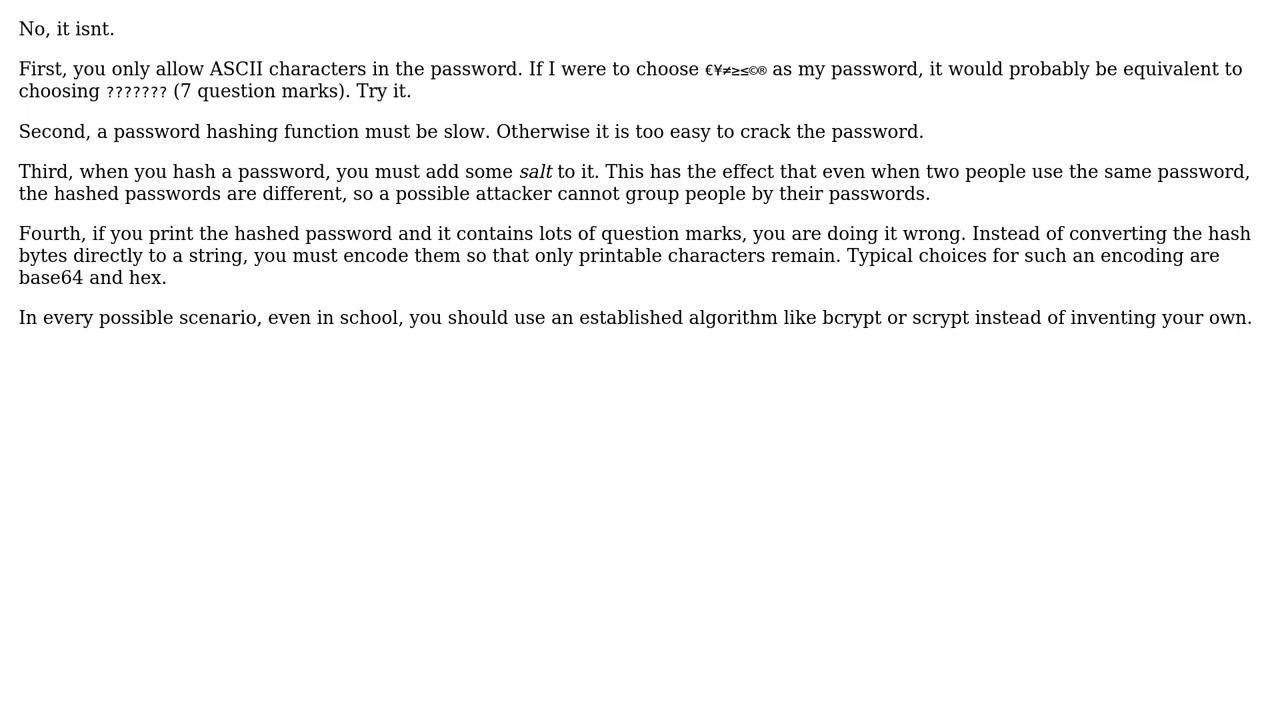 No, it isnt.
First, you only allow ASCII characters in the password. If I were to choose €¥≠≥≤©® as my password, it would probably be equivalent to
choosing ??????? (7 question marks). Try it.
Second, a password hashing function must be slow. Otherwise it is too easy to crack the password.
Third, when you hash a password, you must add some salt to it. This has the effect that even when two people use the same password,
the hashed passwords are different, so a possible attacker cannot group people by their passwords.
Fourth, if you print the hashed password and it contains lots of question marks, you are doing it wrong. Instead of converting the hash
bytes directly to a string, you must encode them so that only printable characters remain. Typical choices for such an encoding are
base64 and hex.
In every possible scenario, even in school, you should use an established algorithm like bcrypt or scrypt instead of inventing your own.